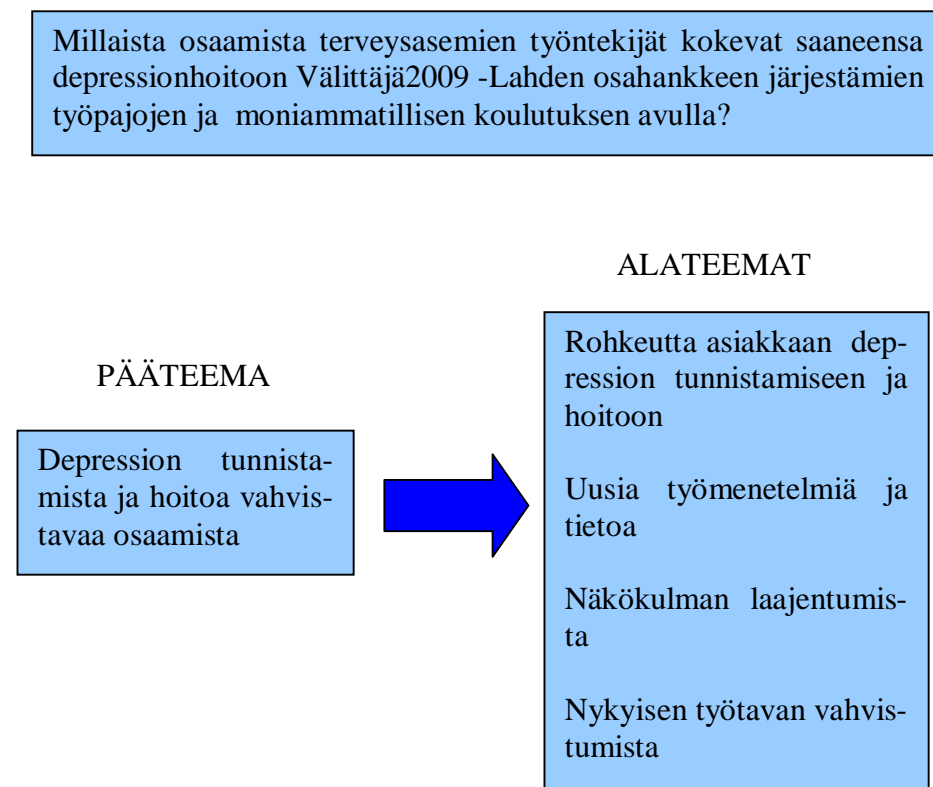 Millaista osaamista terveysasemien työntekijät kokevat saaneensa
depressionhoitoon Välittäjä2009 -Lahden osahankkeen järjestämien
työpajojen ja moniammatillisen koulutuksen avulla?
PÄÄTEEMA
Depression tunnista-
mista ja hoitoa vahvis-
tavaa osaamista
ALATEEMAT
Rohkeutta asiakkaan dep-
ression tunnistamiseen ja
hoitoon
Uusia työmenetelmiä ja
tietoa
Näkökulman laajentumis-
ta
Nykyisen työtavan vahvis-
tumista